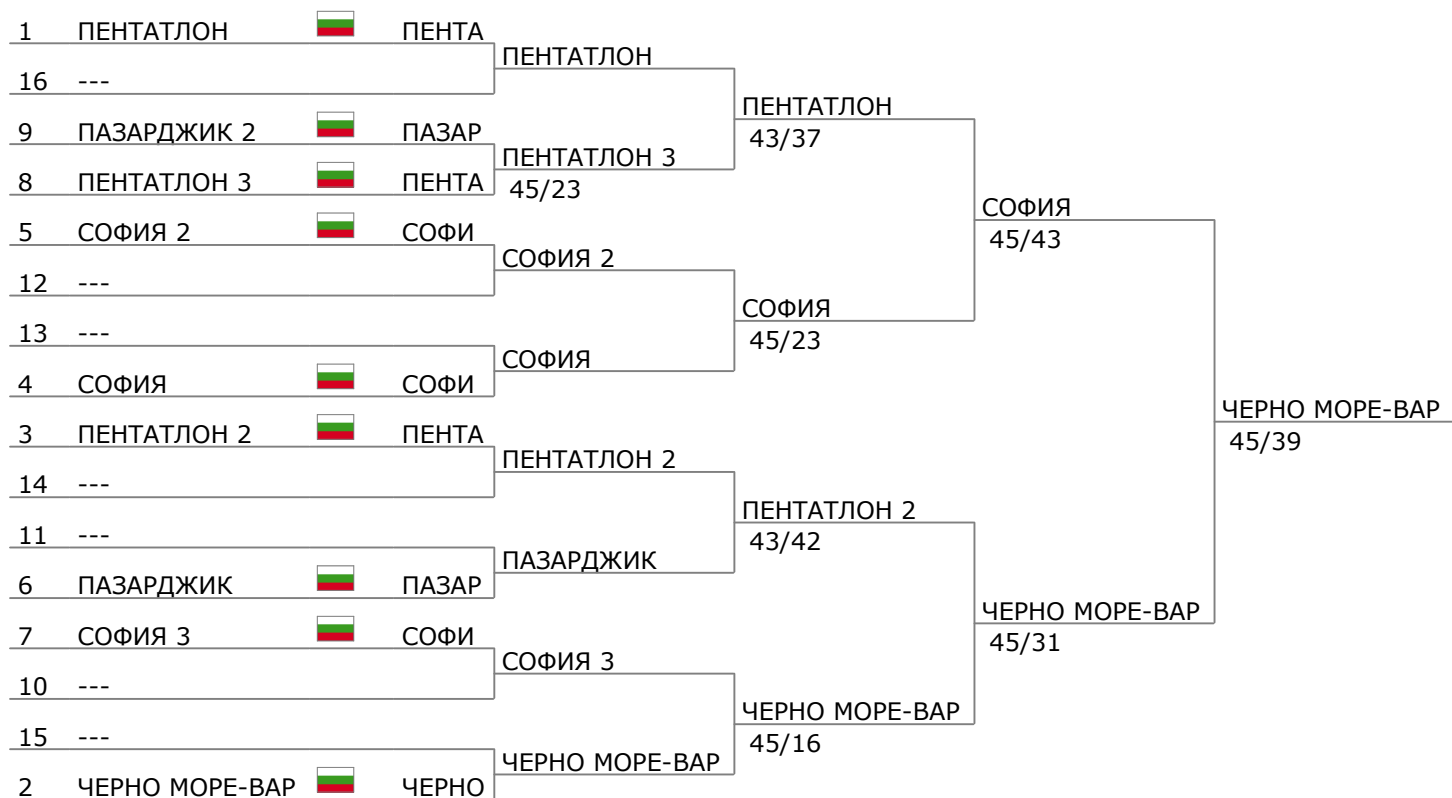 1 ПЕНТАТЛОН ПЕНТА
ПЕНТАТЛОН
16 ---
ПЕНТАТЛОН
43/37
9 ПАЗАРДЖИК 2 ПАЗАР
ПЕНТАТЛОН 3
45/23
8 ПЕНТАТЛОН 3 ПЕНТА
СОФИЯ
45/43
5 СОФИЯ 2 СОФИ
СОФИЯ 2
12 ---
СОФИЯ
45/23
13 ---
СОФИЯ
4 СОФИЯ СОФИ
ЧЕРНО МОРЕ-ВАР
45/39
3 ПЕНТАТЛОН 2 ПЕНТА
ПЕНТАТЛОН 2
14 ---
ПЕНТАТЛОН 2
43/42
11 ---
ПАЗАРДЖИК
6 ПАЗАРДЖИК ПАЗАР
ЧЕРНО МОРЕ-ВАР
45/31
7 СОФИЯ 3 СОФИ
СОФИЯ 3
10 ---
ЧЕРНО МОРЕ-ВАР
45/16
15 ---
ЧЕРНО МОРЕ-ВАР
2 ЧЕРНО МОРЕ-ВАР ЧЕРНО